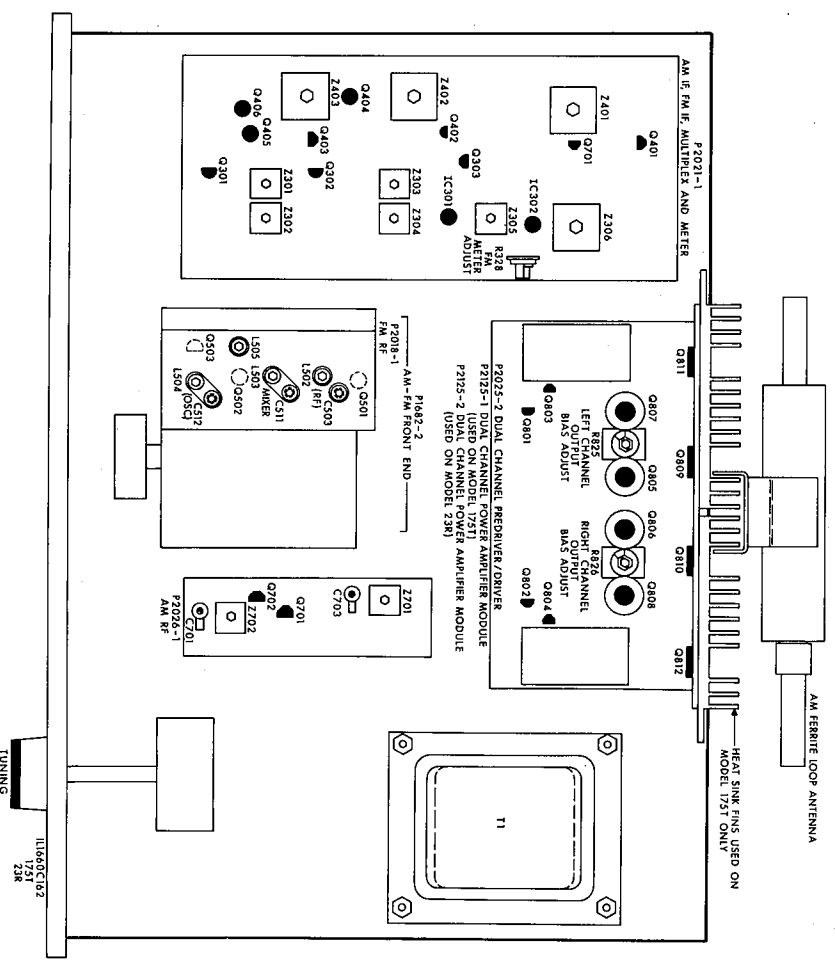 AM IF, FM IF, MULTIPLEX AND METER
P2021-1
Q401
Z401
Q701
Z306
IC302
Z305
R328
FM
METER
ADJUST
Q303
IC301
Q402
Z402
Z303
Z304
Q404
Z403
Q403
Q302
Z301
Z302
Q406
Q405
Q301
P2018-1
FM RF
P1682-2
AM-FM FRONT END
Q501
C503
L502
(RF)
C511
L503
MIXER
Q502
L505
C512
L504
(OSC)
Q503
P2025-2 DUAL CHANNEL PREDRIVER/DRIVER
P2125-1 DUAL CHANNEL POWER AMPLIFIER MODULE
(USED ON MODEL 175T)
P2125-2 DUAL CHANNEL POWER AMPLIFIER MODULE
(USED ON MODEL 23R)
Q811
Q809
Q810
Q812
Q807
R825
LEFT CHANNEL
OUTPUT
BIAS ADJUST
Q805
Q806
R826
RIGHT CHANNEL
OUTPUT
BIAS ADJUST
Q808
Q803
Q801
Q802
Q804
AM FERRITE LOOP ANTENNA
HEAT SINK FINS USED ON
MODEL 175T ONLY
Z701
C703
Q701
Q702
Z702
C701
P2026-1
AM RF
T1
TUNING
IL1660C162
175T
23R